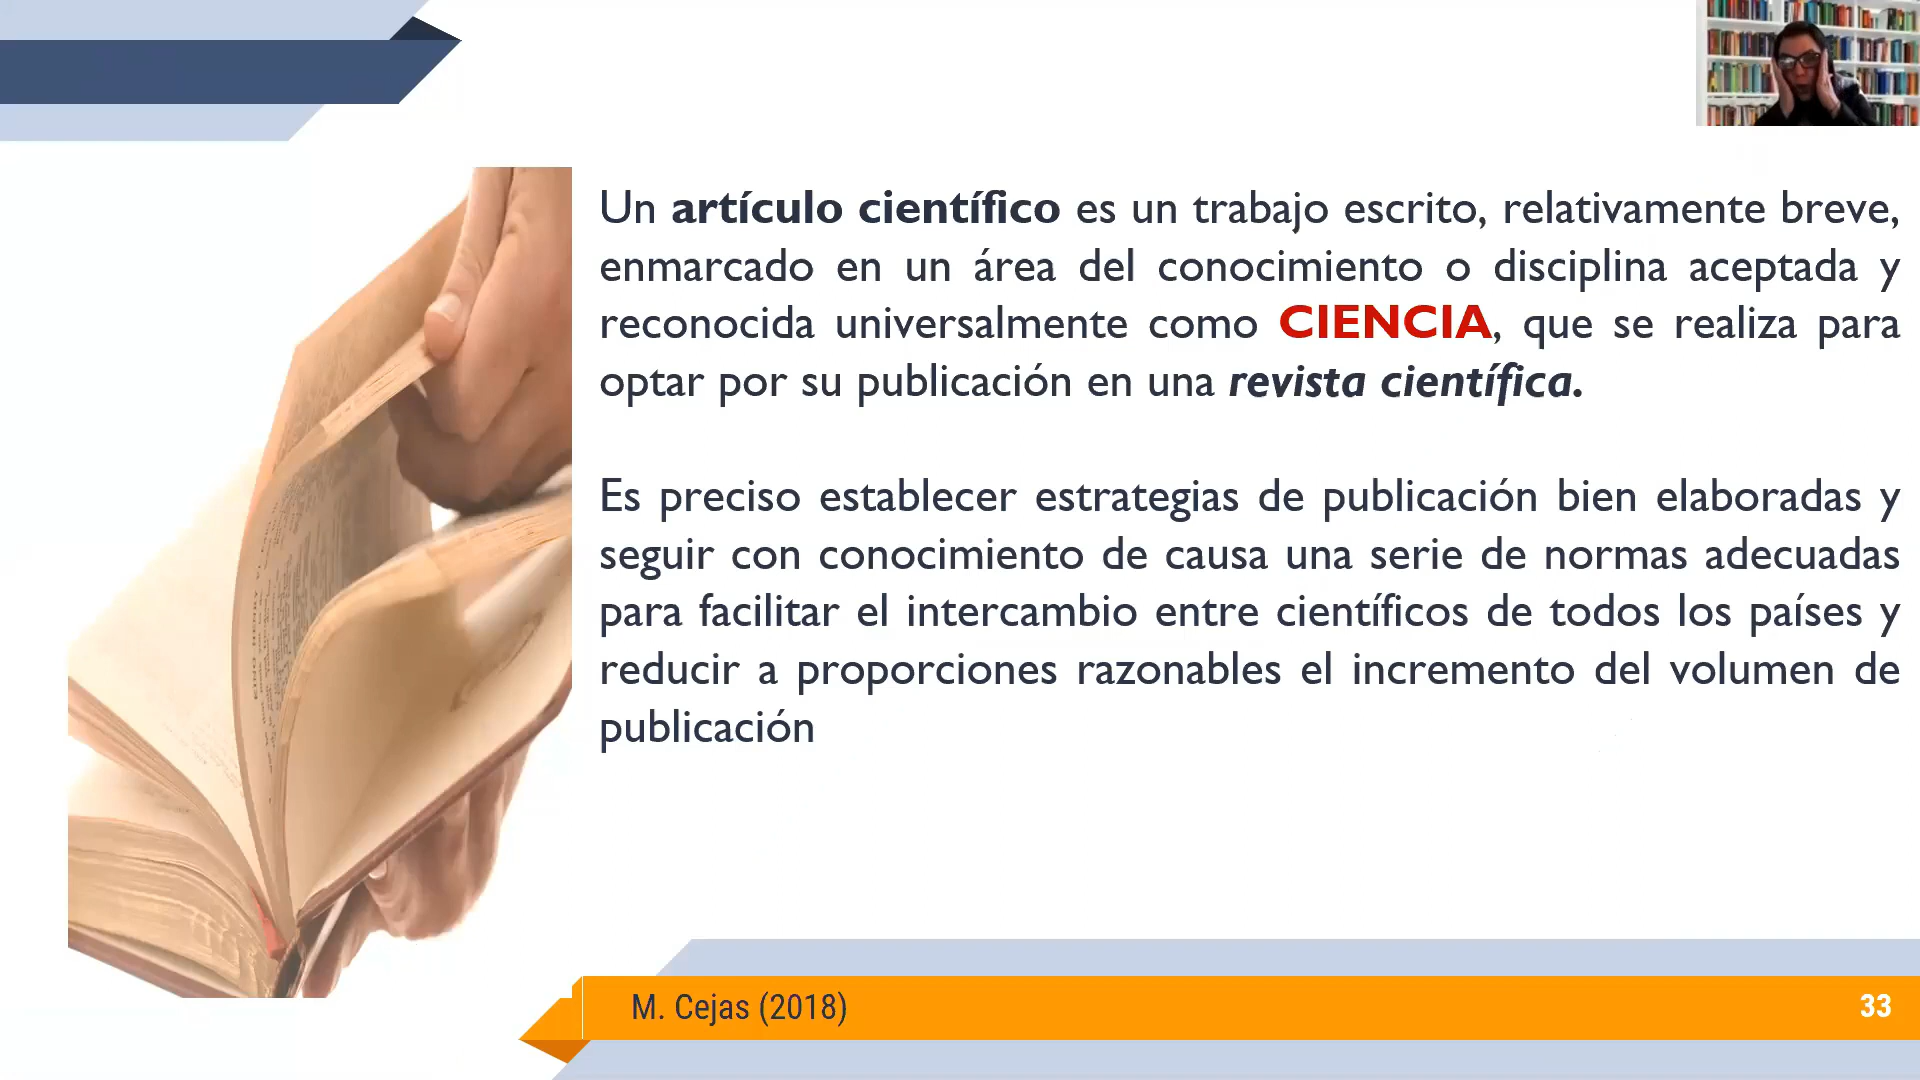 Un artículo científico es un trabajo escrito, relativamente breve,
enmarcado en un área del conocimiento o disciplina aceptada y
reconocida universalmente como CIENCIA, que se realiza para
optar por su publicación en una revista científica.
Es preciso establecer estrategias de publicación bien elaboradas y
seguir con conocimiento de causa una serie de normas adecuadas
para facilitar el intercambio entre científicos de todos los países y
reducir a proporciones razonables el incremento del volumen de
publicación
M. Cejas (2018)
33